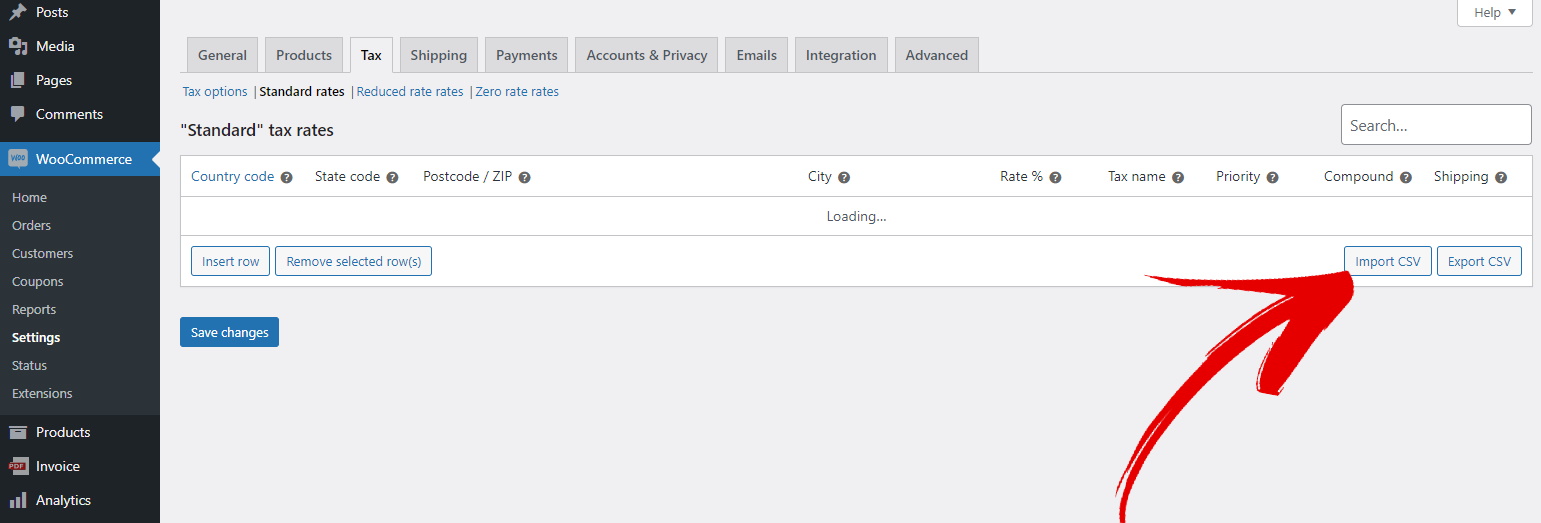 Posts
Media
Pages
Comments
WooCommerce
Home
Orders
Customers
Coupons
Reports
Settings
Status
Extensions
Products
PDF Invoice
Analytics
Help ▼
General Products Tax Shipping Payments Accounts & Privacy Emails Integration Advanced
Tax options | Standard rates | Reduced rate rates | Zero rate rates
"Standard" tax rates
Search...
Country code ? State code ? Postcode / ZIP ? City ? Rate % ? Tax name ? Priority ? Compound ? Shipping ?
Loading...
Insert row Remove selected row(s) Import CSV Export CSV
Save changes